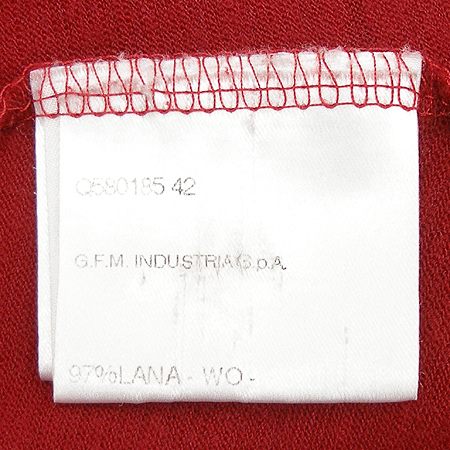 Q580185 42
G.F.M. INDUSTRIA S.p.A.
97%LANA - WO -